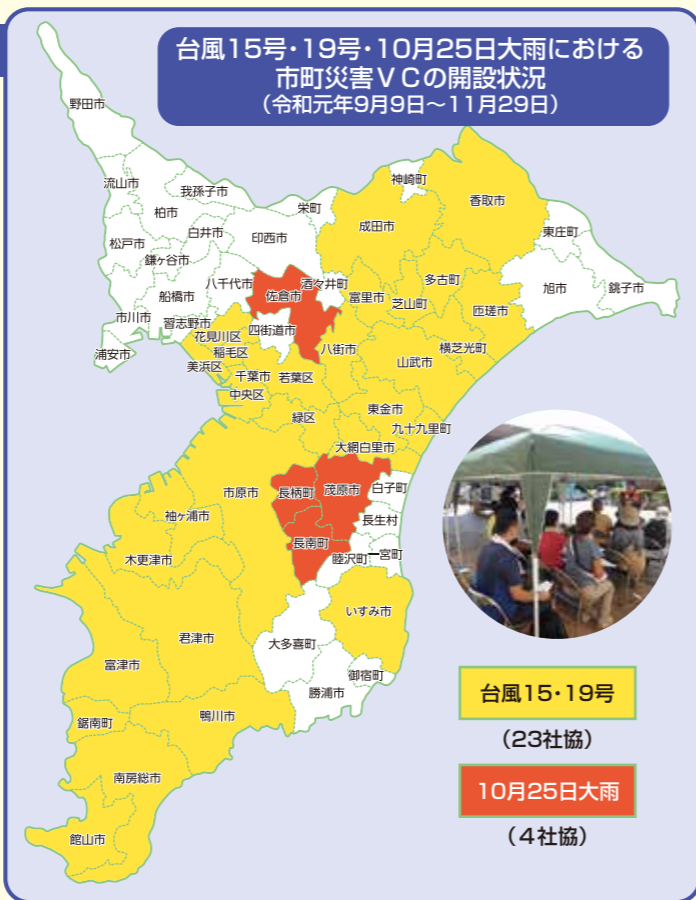 台風15号・19号・10月25日大雨における
市町災害VCの開設状況
（令和元年9月9日～11月29日）
野田市
流山市
我孫子市
柏市
松戸市
白井市
鎌ヶ谷市
印西市
栄町
神崎町
成田市
香取市
東庄町
旭市
銚子市
市川市
船橋市
八千代市
習志野市
浦安市
佐倉市
酒々井町
四街道市
富里市
芝山町
多古町
匝瑳市
花見川区
稲毛区
美浜区
千葉市
若葉区
中央区
緑区
八街市
山武市
横芝光町
東金市
九十九里町
大網白里市
市原市
長柄町
茂原市
白子町
長生村
長南町
睦沢町
一宮町
袖ヶ浦市
木更津市
いすみ市
君津市
大多喜町
御宿町
勝浦市
富津市
鋸南町
鴨川市
南房総市
館山市
台風15・19号
（23社協）
10月25日大雨
（4社協）